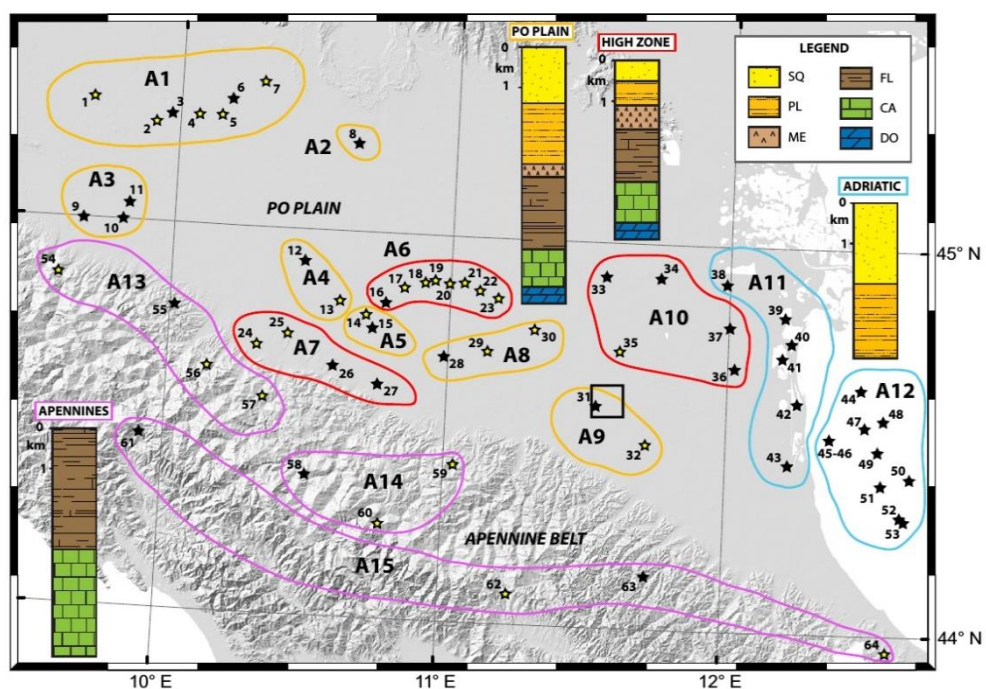 PO PLAIN
0
km
1
HIGH ZONE
0
km
1
LEGEND
SQ
FL
PL
CA
ME
DO
A1
1
2
3
4
5
6
7
A2
8
A3
9
10
11
PO PLAIN
ADRIATIC
0
km
1
45° N
A4
12
13
A6
16
17
18
19
20
21
22
23
A5
14
15
A10
33
34
35
36
37
A11
38
39
40
41
42
43
A13
54
55
56
57
A7
24
25
26
27
A8
28
29
30
A9
31
32
A12
44
45-46
47
48
49
50
51
52
53
APENNINES
0
km
1
61
A14
58
59
60
APENNINE BELT
A15
62
63
64
44° N
10° E
11° E
12° E